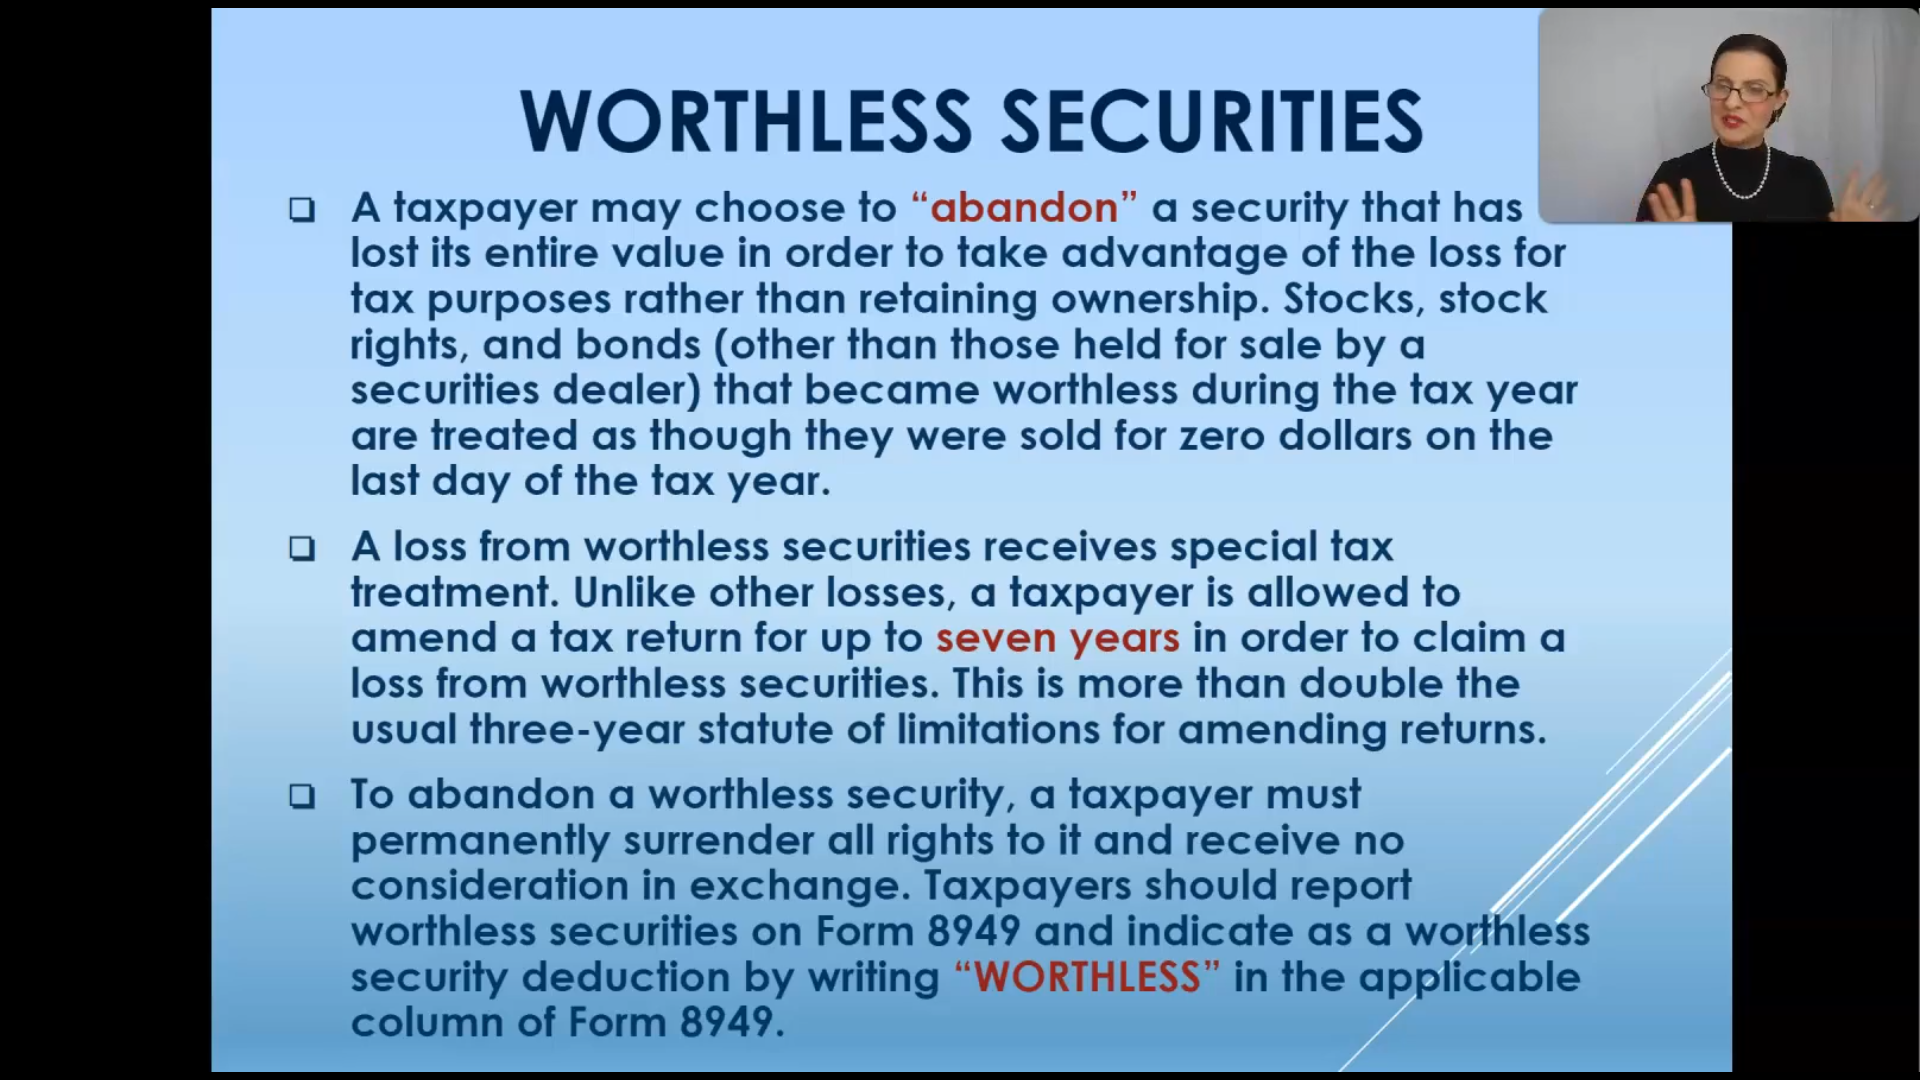 WORTHLESS SECURITIES
A taxpayer may choose to “abandon” a security that has
lost its entire value in order to take advantage of the loss for
tax purposes rather than retaining ownership. Stocks, stock
rights, and bonds (other than those held for sale by a
securities dealer) that became worthless during the tax year
are treated as though they were sold for zero dollars on the
last day of the tax year.
A loss from worthless securities receives special tax
treatment. Unlike other losses, a taxpayer is allowed to
amend a tax return for up to seven years in order to claim a
loss from worthless securities. This is more than double the
usual three-year statute of limitations for amending returns.
To abandon a worthless security, a taxpayer must
permanently surrender all rights to it and receive no
consideration in exchange. Taxpayers should report
worthless securities on Form 8949 and indicate as a worthless
security deduction by writing “WORTHLESS” in the applicable
column of Form 8949.